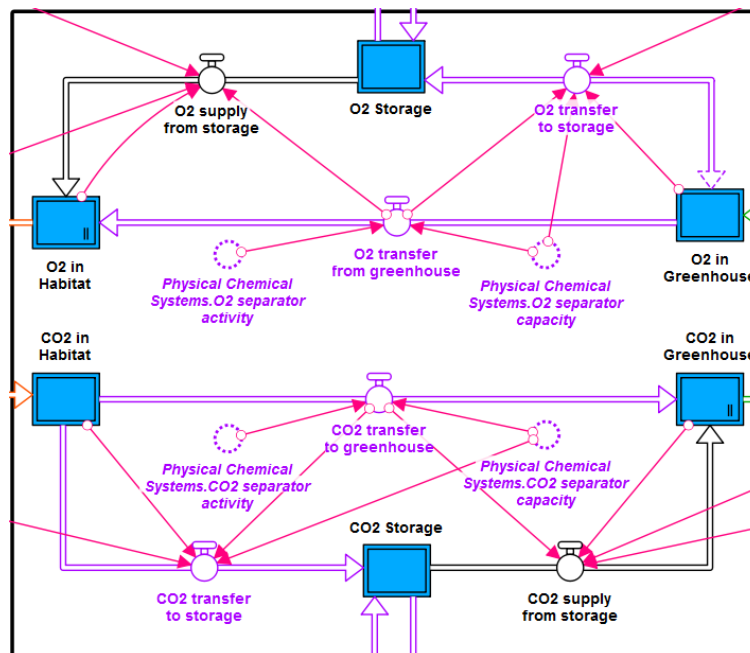 O2 supply
from storage
O2 Storage
O2 transfer
to storage
O2 in
Habitat
O2 transfer
from greenhouse
O2 in
Greenhouse
Physical Chemical
Systems.O2 separator
activity
Physical Chemical
Systems.O2 separator
capacity
CO2 in
Habitat
CO2 in
Greenhouse
CO2 transfer
to greenhouse
Physical Chemical
Systems.CO2 separator
activity
Physical Chemical
Systems.CO2 separator
capacity
CO2 Storage
CO2 transfer
to storage
CO2 supply
from storage